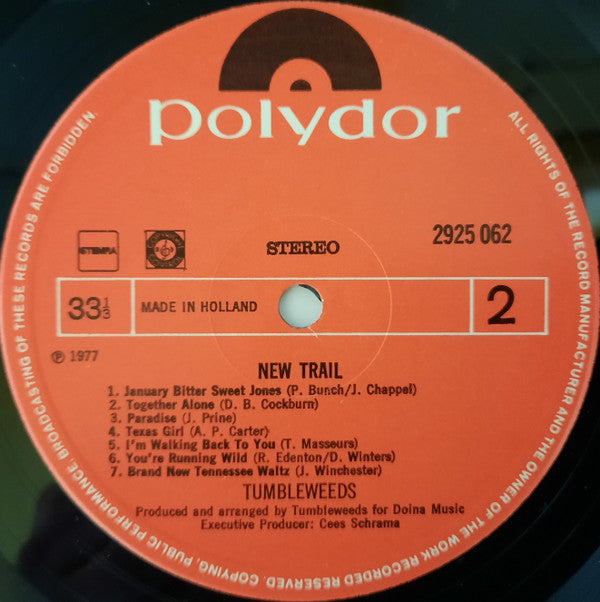 polydor
STEMRA
STEREO
2925 062
33 1/3
MADE IN HOLLAND
2
℗ 1977
NEW TRAIL
1. January Bitter Sweet Jones (P. Bunch/J. Chappel)
2. Together Alone (D. B. Cockburn)
3. Paradise (J. Prine)
4. Texas Girl (A. P. Carter)
5. I'm Walking Back To You (T. Masseurs)
6. You're Running Wild (R. Edenton/D. Winters)
7. Brand New Tennessee Waltz (J. Winchester)
TUMBLEWEEDS
Produced and arranged by Tumbleweeds for Doina Music
Executive Producer: Cees Schrama
ALL RIGHTS OF THE RECORD MANUFACTURER AND THE OWNER OF THE WORK RECORDED RESERVED. COPYING, PUBLIC PERFORMANCE, BROADCASTING OF THESE RECORDS ARE FORBIDDEN.